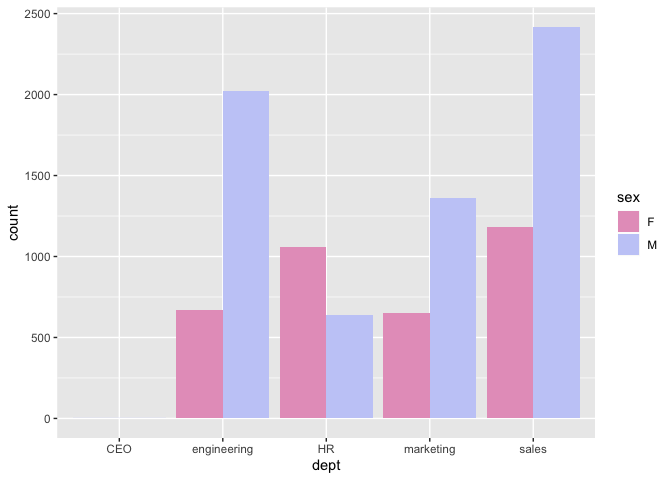 2500
2000
1500
1000
500
0
count
CEO engineering HR marketing sales
dept
sex
F
M